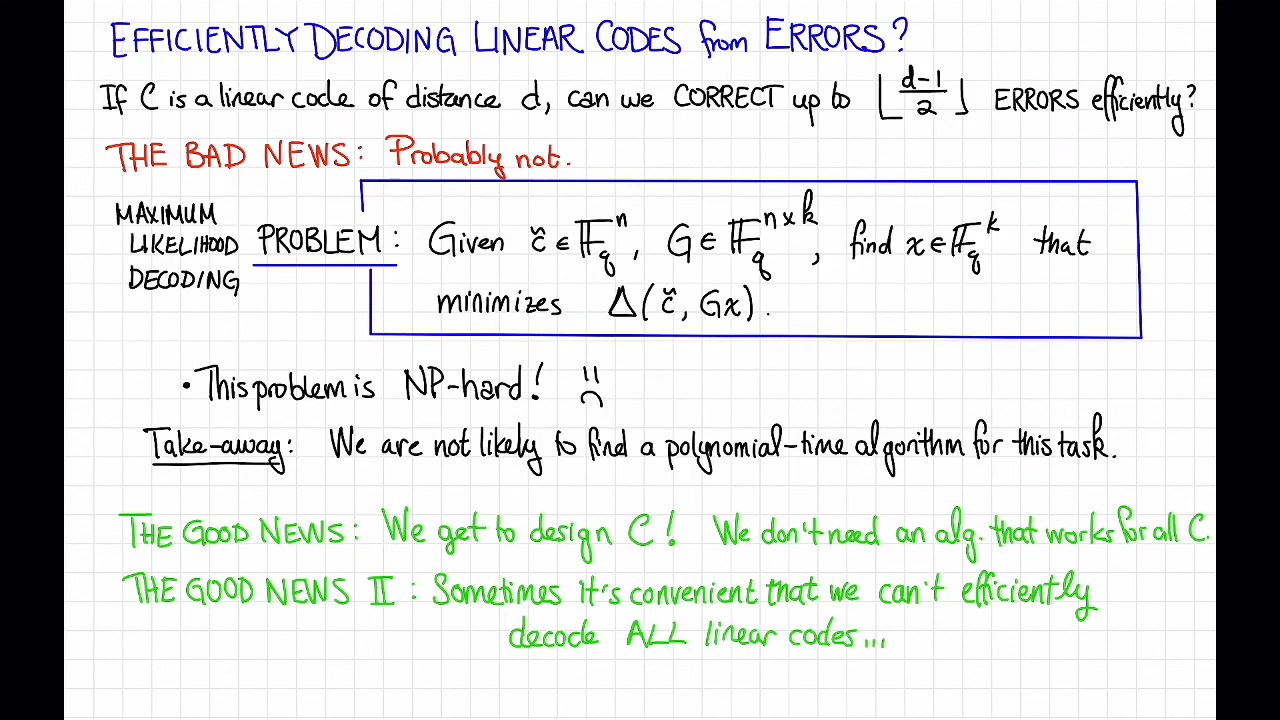 EFFICIENTLY DECODING LINEAR CODES from ERRORS?
If C is a linear code of distance d, can we CORRECT up to ⌊(d-1)/2⌋ ERRORS efficiently?
THE BAD NEWS: Probably not.
MAXIMUM LIKELIHOOD DECODING
PROBLEM: Given c̃ ∈ 𝔽_q^n, G ∈ 𝔽_q^{n×k}, find x ∈ 𝔽_q^k that
minimizes Δ(c̃, Gx).
• This problem is NP-hard! ;(
Take-away: We are not likely to find a polynomial-time algorithm for this task.
THE GOOD NEWS: We get to design C! We don't need an alg. that works for all C.
THE GOOD NEWS II: Sometimes it's convenient that we can't efficiently
decode ALL linear codes...